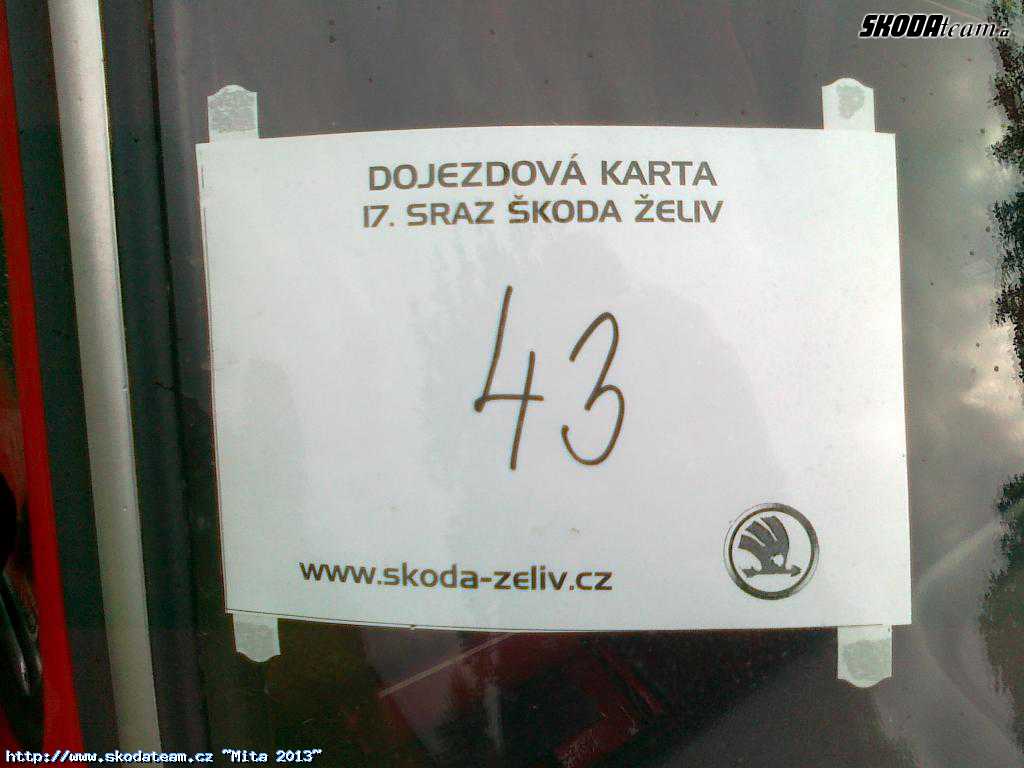 SKODAteam.cz
DOJEZDOVÁ KARTA
17. SRAZ ŠKODA ŽELIV
43
www.skoda-zeliv.cz
http://www.skodateam.cz "Mita 2013"